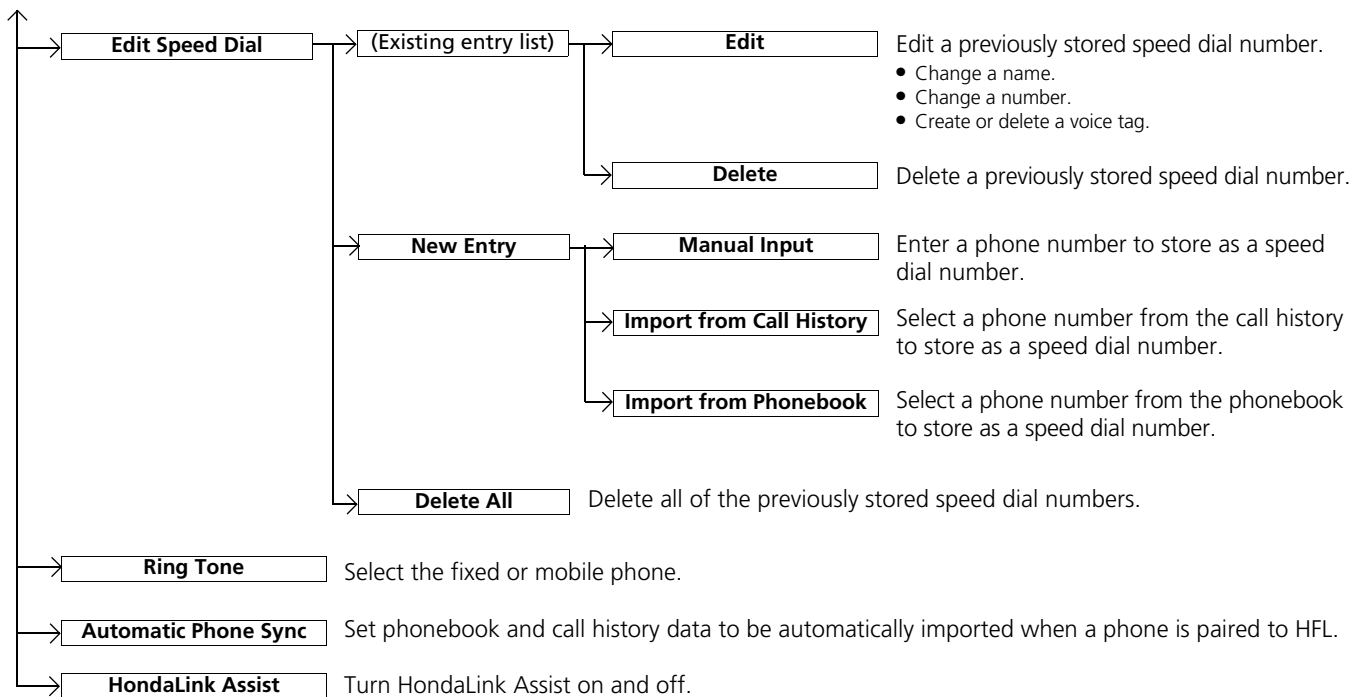 Edit Speed Dial
(Existing entry list)
Edit
Edit a previously stored speed dial number.
• Change a name.
• Change a number.
• Create or delete a voice tag.
Delete
Delete a previously stored speed dial number.
New Entry
Manual Input
Enter a phone number to store as a speed
dial number.
Import from Call History
Select a phone number from the call history
to store as a speed dial number.
Import from Phonebook
Select a phone number from the phonebook
to store as a speed dial number.
Delete All
Delete all of the previously stored speed dial numbers.
Ring Tone
Select the fixed or mobile phone.
Automatic Phone Sync
Set phonebook and call history data to be automatically imported when a phone is paired to HFL.
HondaLink Assist
Turn HondaLink Assist on and off.